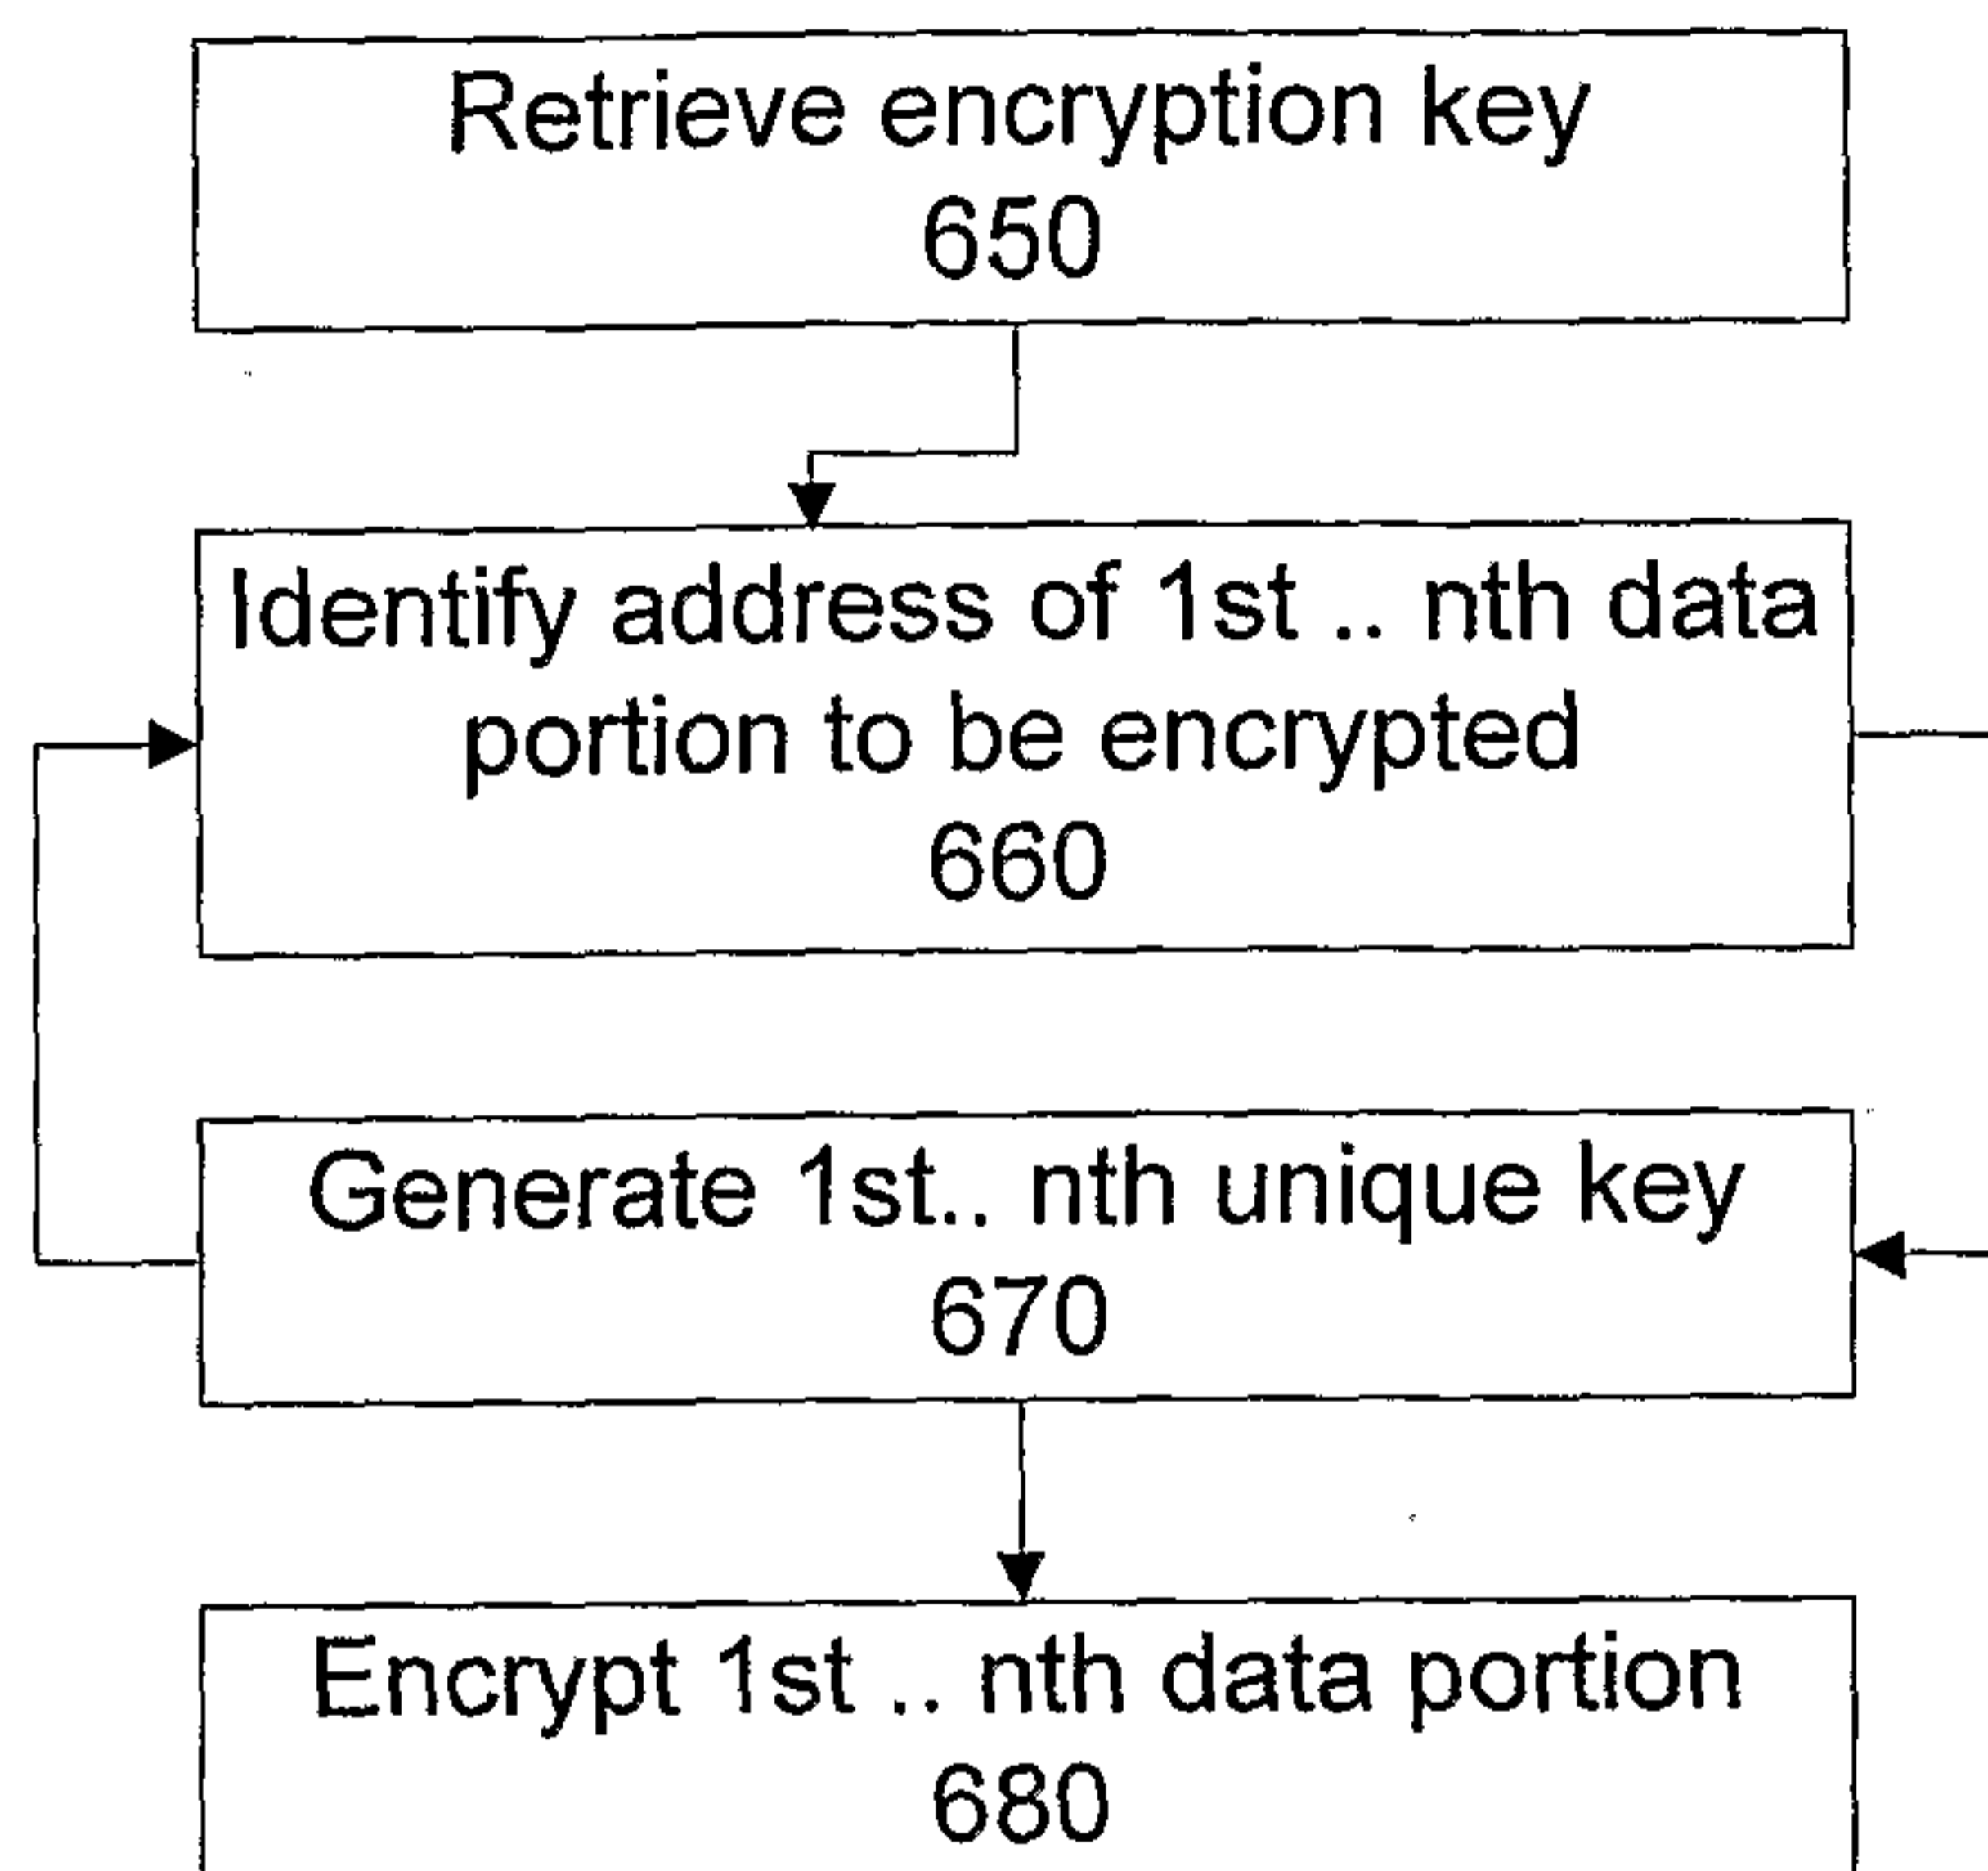 Retrieve encryption key
650
Identify address of 1st .. nth data
portion to be encrypted
660
Generate 1st.. nth unique key
670
Encrypt 1st .. nth data portion
680